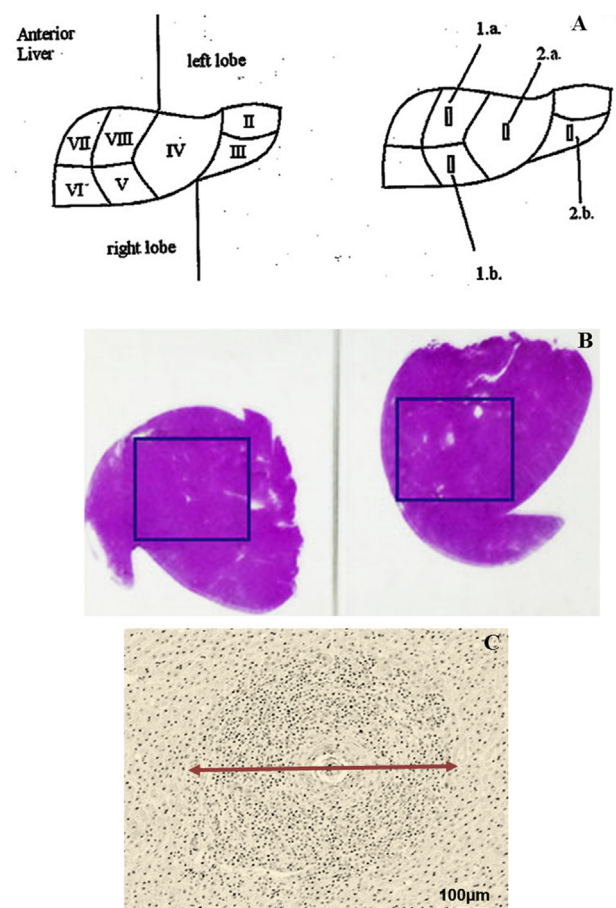 Anterior
Liver
left lobe
A
1.a.
2.a.
VII
VIII
IV
II
III
VI
V
right lobe
2.b.
1.b.
B
C
100µm